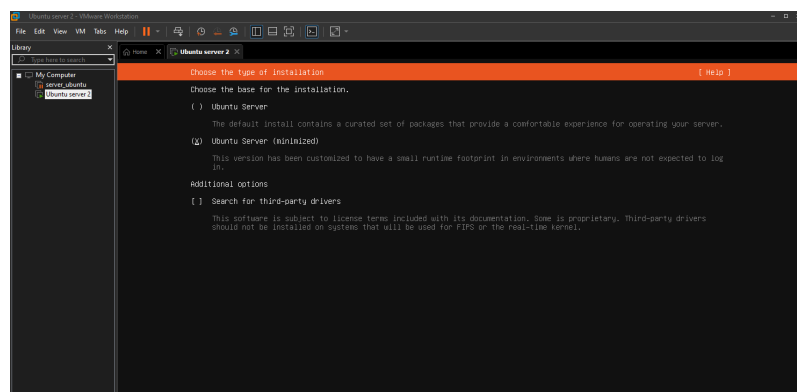 Ubuntu server 2 - VMware Workstation
File Edit View VM Tabs Help
Library
Type here to search
My Computer
server_ubuntu
Ubuntu server 2
Home
Ubuntu server 2
Choose the type of installation [ Help ]
Choose the base for the installation.
( ) Ubuntu Server
The default install contains a curated set of packages that provide a comfortable experience for operating your server.
(X) Ubuntu Server (minimized)
This version has been customized to have a small runtime footprint in environments where humans are not expected to log
in.
Additional options
[ ] Search for third-party drivers
This software is subject to license terms included with its documentation. Some is proprietary. Third-party drivers
should not be installed on systems that will be used for FIPS or the real-time kernel.